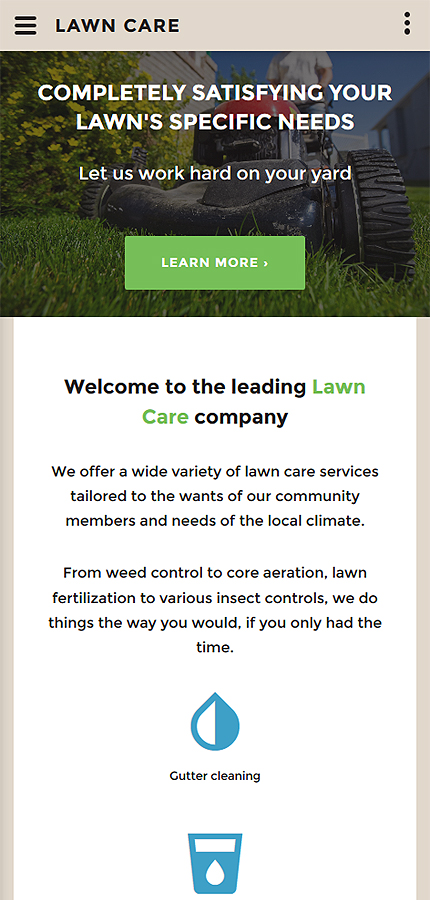 LAWN CARE
COMPLETELY SATISFYING YOUR
LAWN'S SPECIFIC NEEDS
Let us work hard on your yard
LEARN MORE ›
Welcome to the leading Lawn
Care company
We offer a wide variety of lawn care services
tailored to the wants of our community
members and needs of the local climate.
From weed control to core aeration, lawn
fertilization to various insect controls, we do
things the way you would, if you only had the
time.
Gutter cleaning